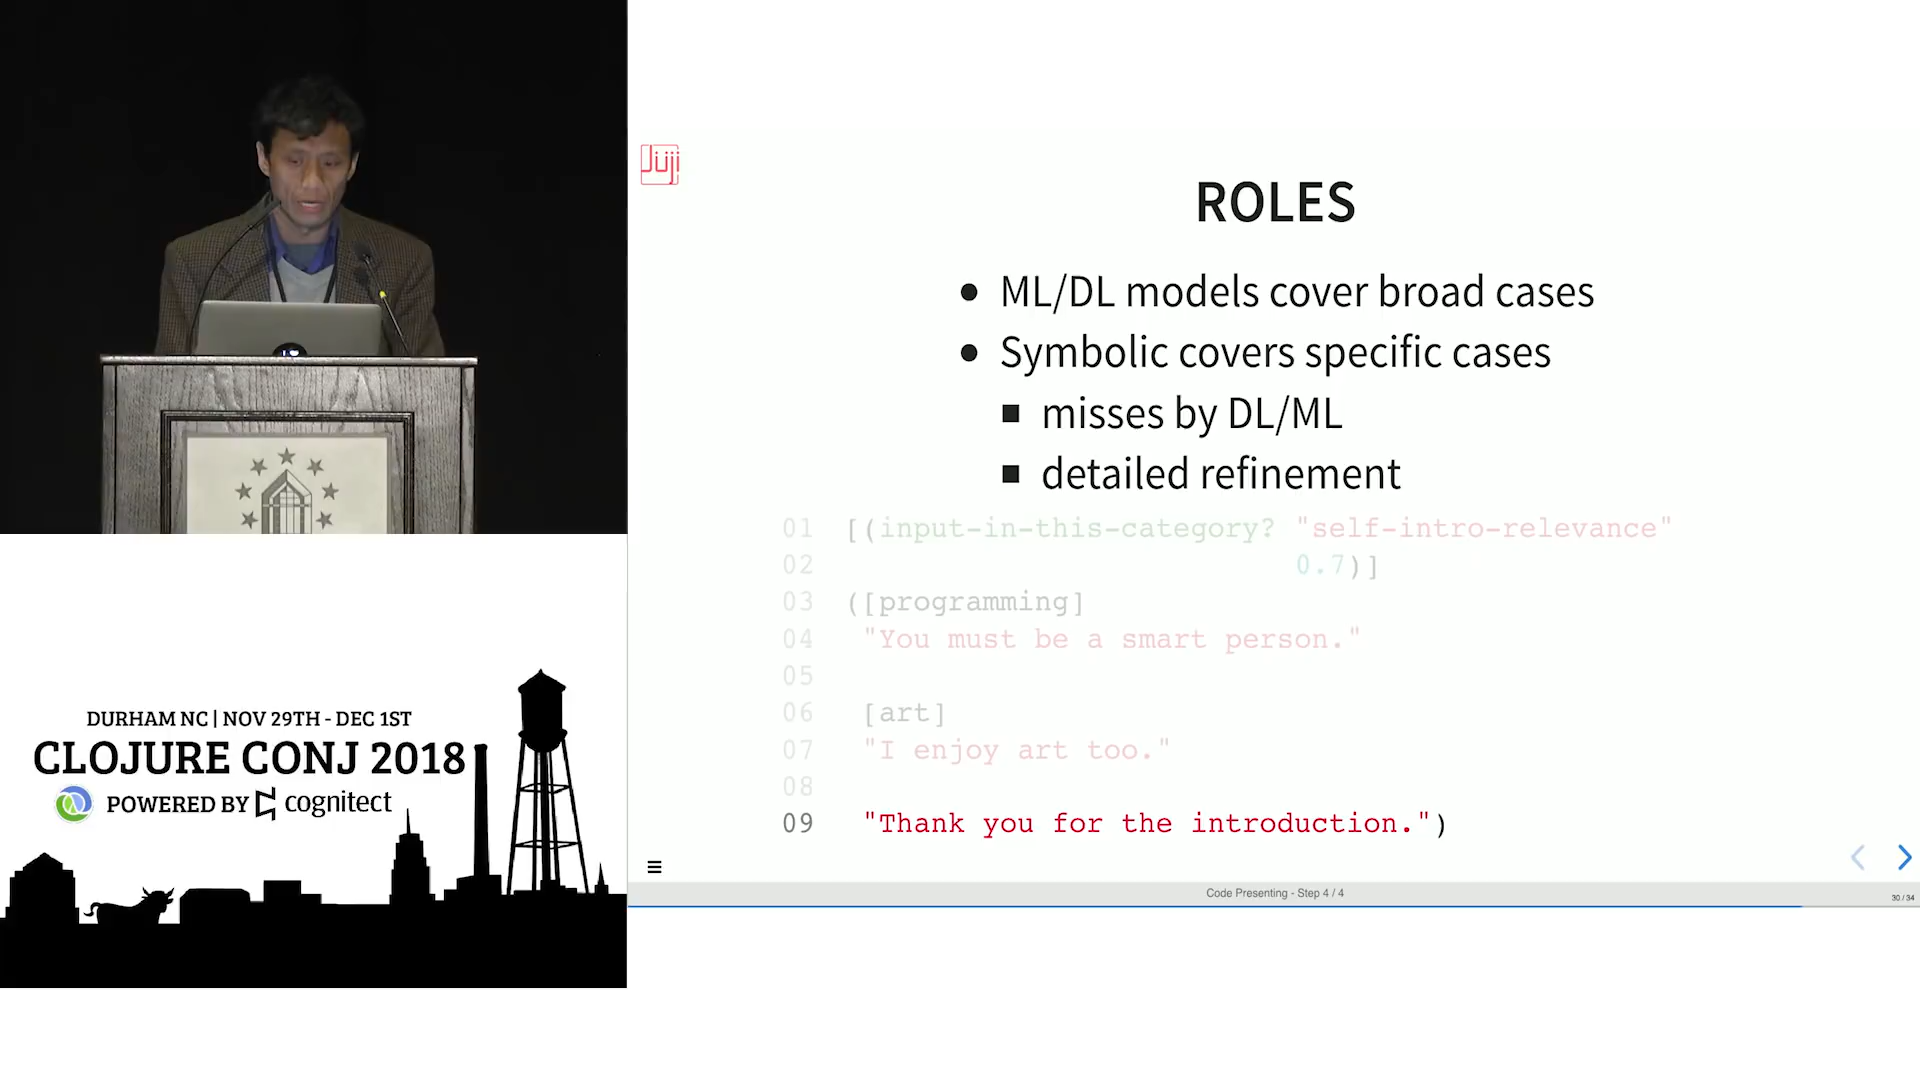 Juji
ROLES
• ML/DL models cover broad cases
• Symbolic covers specific cases
■ misses by DL/ML
■ detailed refinement
01 [(input-in-this-category? "self-intro-relevance"
02 0.7)]
03 ([programming]
04 "You must be a smart person."
05
06 [art]
07 "I enjoy art too."
08
09 "Thank you for the introduction.")
Code Presenting - Step 4 / 4
30 / 34
DURHAM NC | NOV 29TH - DEC 1ST
CLOJURE CONJ 2018
POWERED BY cognitect